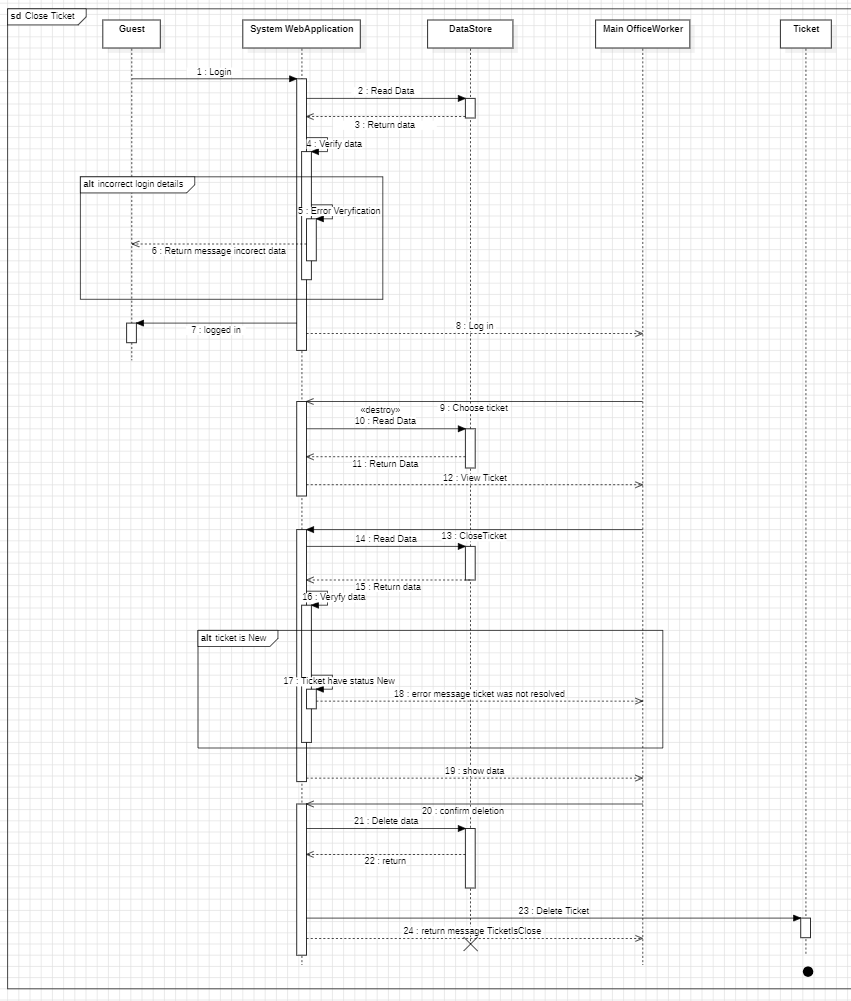 sd Close Ticket
Guest
System WebApplication
DataStore
Main OfficeWorker
Ticket
1 : Login
2 : Read Data
3 : Return data
4 : Verify data
alt incorrect login details
5 : Error Veryfication
6 : Return message incorect data
7 : logged in
8 : Log in
9 : Choose ticket
«destroy»
10 : Read Data
11 : Return Data
12 : View Ticket
13 : CloseTicket
14 : Read Data
15 : Return data
16 : Veryfy data
alt ticket is New
17 : Ticket have status New
18 : error message ticket was not resolved
19 : show data
20 : confirm deletion
21 : Delete data
22 : return
23 : Delete Ticket
24 : return message TicketIsClose